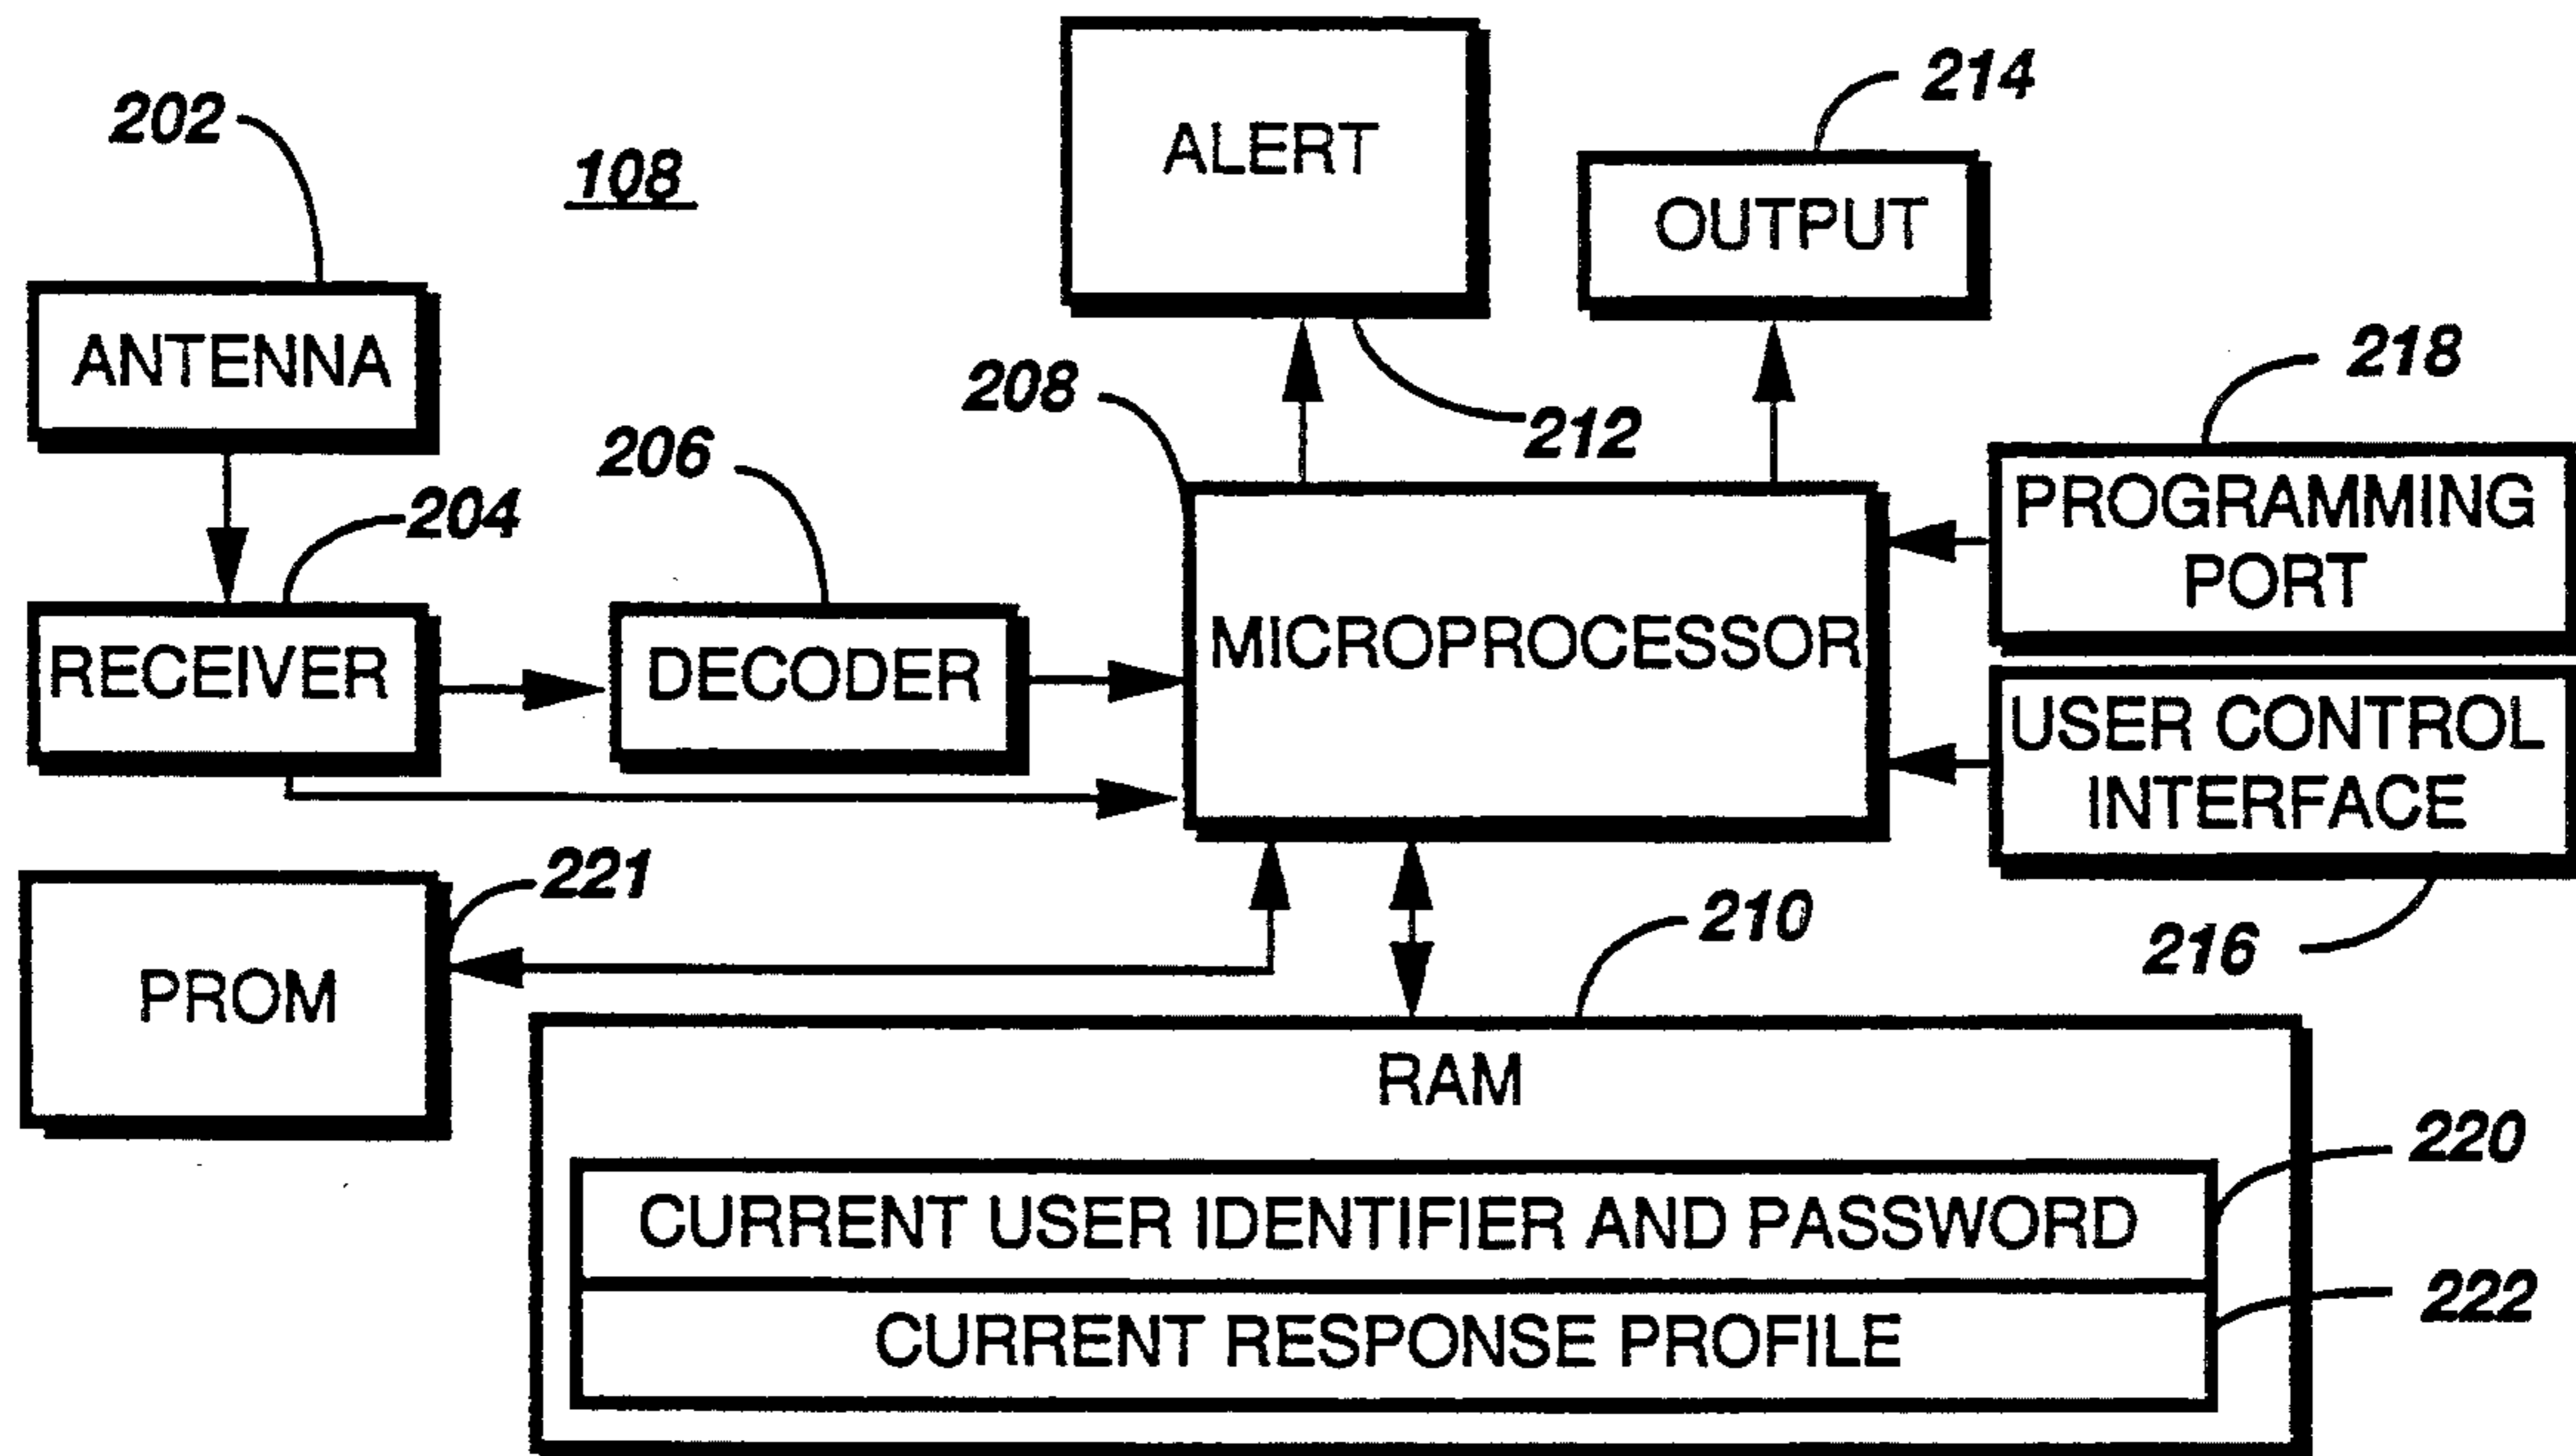 202
108
ALERT
214
OUTPUT
ANTENNA
208
212
218
206
204
PROGRAMMING
PORT
RECEIVER
DECODER
MICROPROCESSOR
USER CONTROL
INTERFACE
221
210
216
PROM
RAM
220
CURRENT USER IDENTIFIER AND PASSWORD
222
CURRENT RESPONSE PROFILE